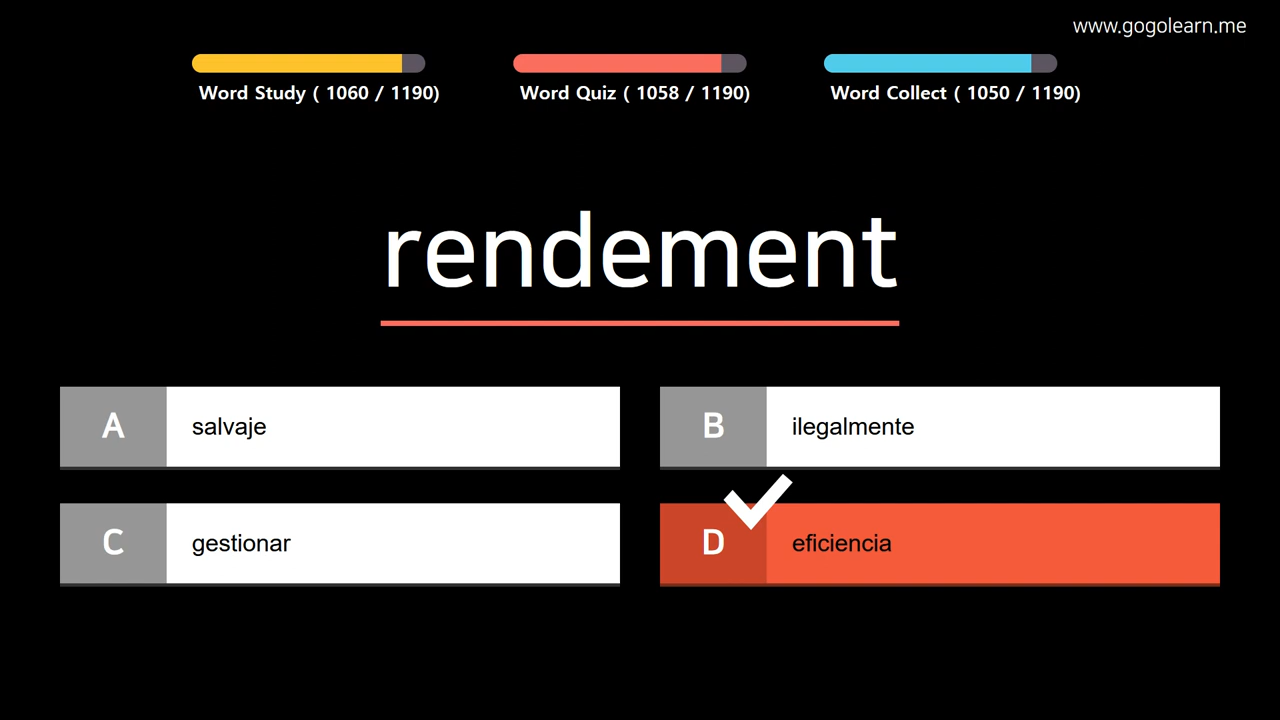 www.gogolearn.me
Word Study ( 1060 / 1190)
Word Quiz ( 1058 / 1190)
Word Collect ( 1050 / 1190)
rendement
A
salvaje
B
ilegalmente
C
gestionar
D
eficiencia